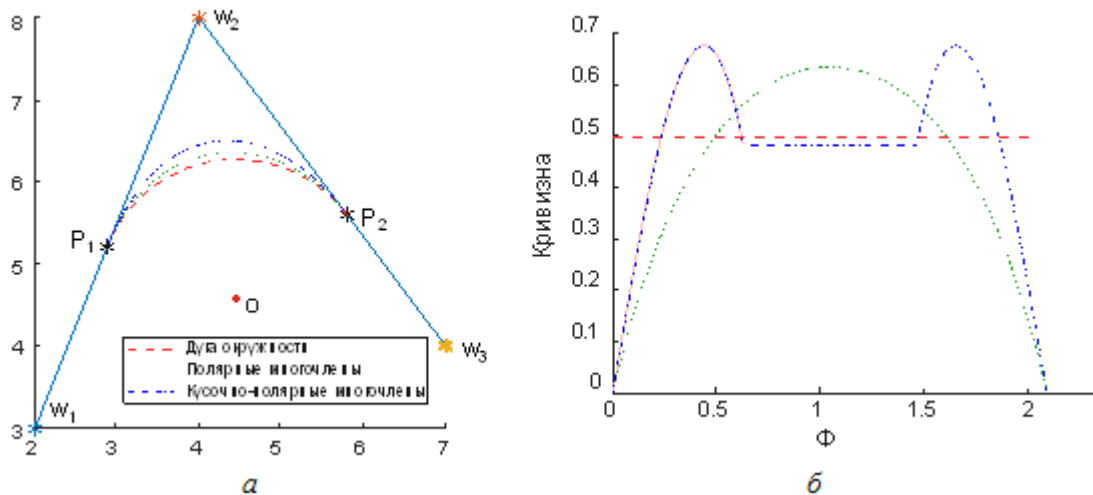 8
7
6
5
4
3
2 3 4 5 6 7
W2
P1
P2
O
W3
W1
Дуга окружности
Полярные многочлены
Кусочно-полярные многочлены
а
0.7
0.6
0.5
0.4
0.3
0.2
0.1
0
Кривизна
0 0.5 1 1.5 2
Ф
б